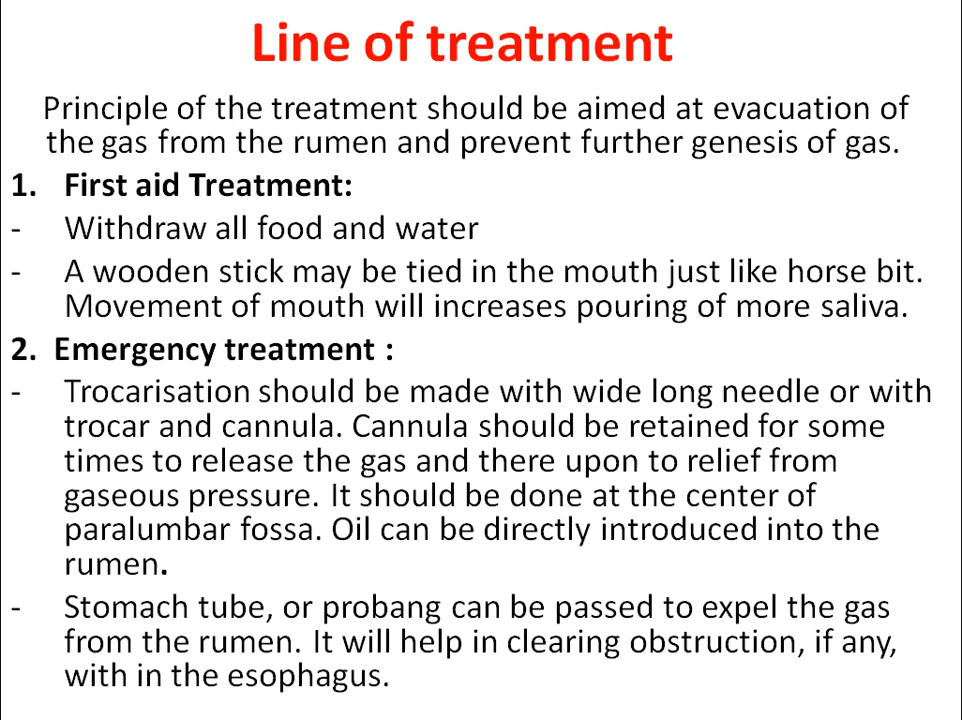 Line of treatment
Principle of the treatment should be aimed at evacuation of
the gas from the rumen and prevent further genesis of gas.
1. First aid Treatment:
- Withdraw all food and water
- A wooden stick may be tied in the mouth just like horse bit.
Movement of mouth will increases pouring of more saliva.
2. Emergency treatment :
- Trocarisation should be made with wide long needle or with
trocar and cannula. Cannula should be retained for some
times to release the gas and there upon to relief from
gaseous pressure. It should be done at the center of
paralumbar fossa. Oil can be directly introduced into the
rumen.
- Stomach tube, or probang can be passed to expel the gas
from the rumen. It will help in clearing obstruction, if any,
with in the esophagus.